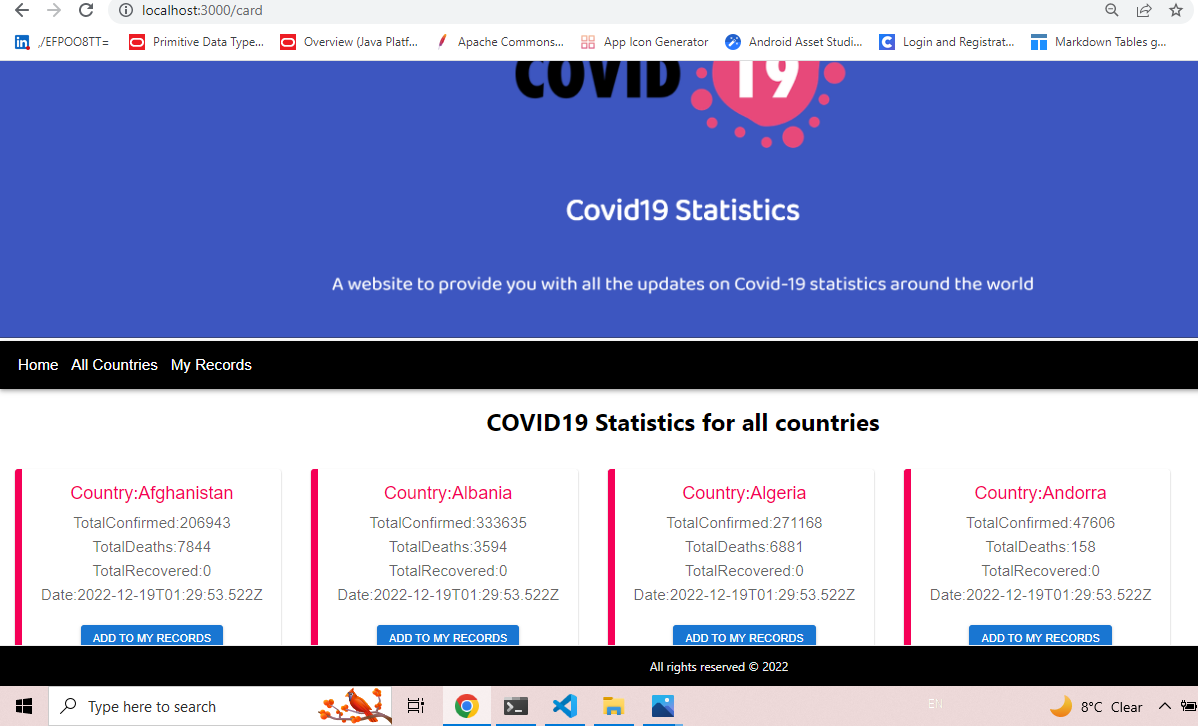 localhost:3000/card
./EFPOO8TT= Primitive Data Type... Overview (Java Platf... Apache Commons... App Icon Generator Android Asset Studi... Login and Registrat... Markdown Tables g...
COVID 19
Covid19 Statistics
A website to provide you with all the updates on Covid-19 statistics around the world
Home All Countries My Records
COVID19 Statistics for all countries
Country:Afghanistan Country:Albania Country:Algeria Country:Andorra
TotalConfirmed:206943 TotalConfirmed:333635 TotalConfirmed:271168 TotalConfirmed:47606
TotalDeaths:7844 TotalDeaths:3594 TotalDeaths:6881 TotalDeaths:158
TotalRecovered:0 TotalRecovered:0 TotalRecovered:0 TotalRecovered:0
Date:2022-12-19T01:29:53.522Z Date:2022-12-19T01:29:53.522Z Date:2022-12-19T01:29:53.522Z Date:2022-12-19T01:29:53.522Z
ADD TO MY RECORDS ADD TO MY RECORDS ADD TO MY RECORDS ADD TO MY RECORDS
All rights reserved © 2022
Type here to search EN 8°C Clear